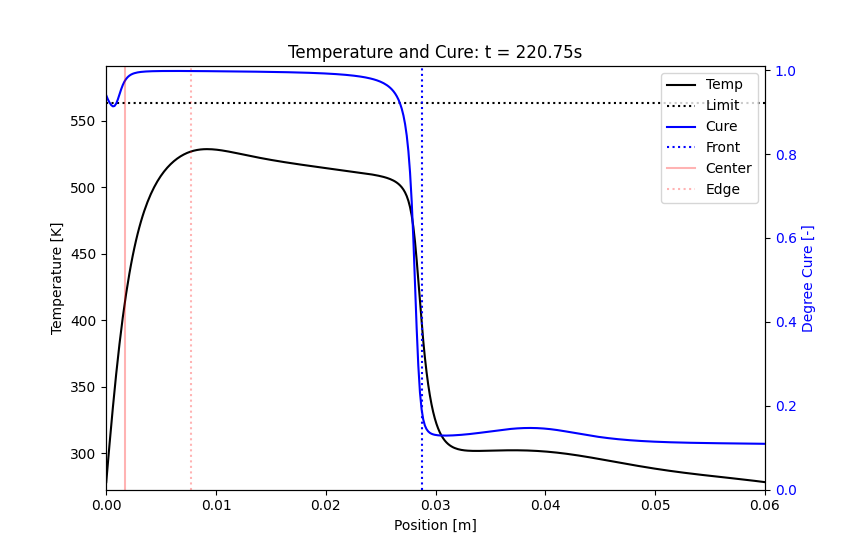 Temperature and Cure: t = 220.75s
Temp
Limit
Cure
Front
Center
Edge
Temperature [K]
550
500
450
400
350
300
Degree Cure [-]
1.0
0.8
0.6
0.4
0.2
0.0
0.00 0.01 0.02 0.03 0.04 0.05 0.06
Position [m]